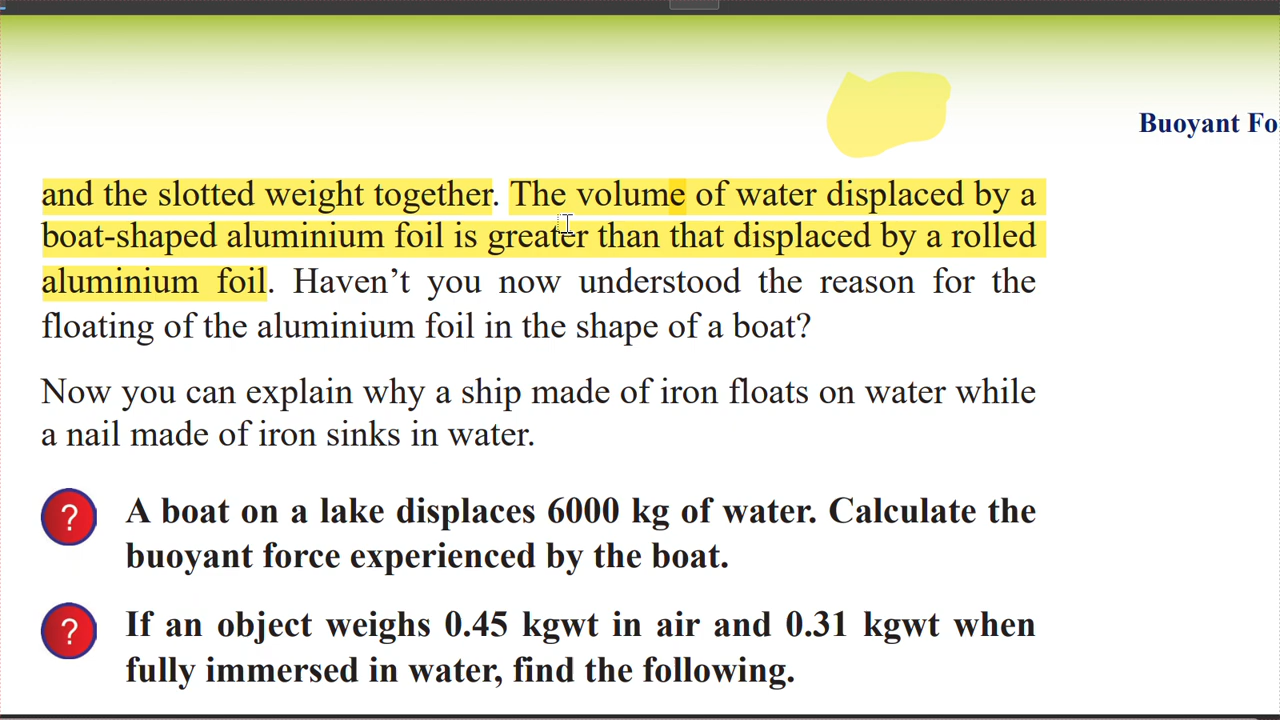 Buoyant Fo
and the slotted weight together. The volume of water displaced by a
boat-shaped aluminium foil is greater than that displaced by a rolled
aluminium foil. Haven’t you now understood the reason for the
floating of the aluminium foil in the shape of a boat?
Now you can explain why a ship made of iron floats on water while
a nail made of iron sinks in water.
? A boat on a lake displaces 6000 kg of water. Calculate the
buoyant force experienced by the boat.
? If an object weighs 0.45 kgwt in air and 0.31 kgwt when
fully immersed in water, find the following.